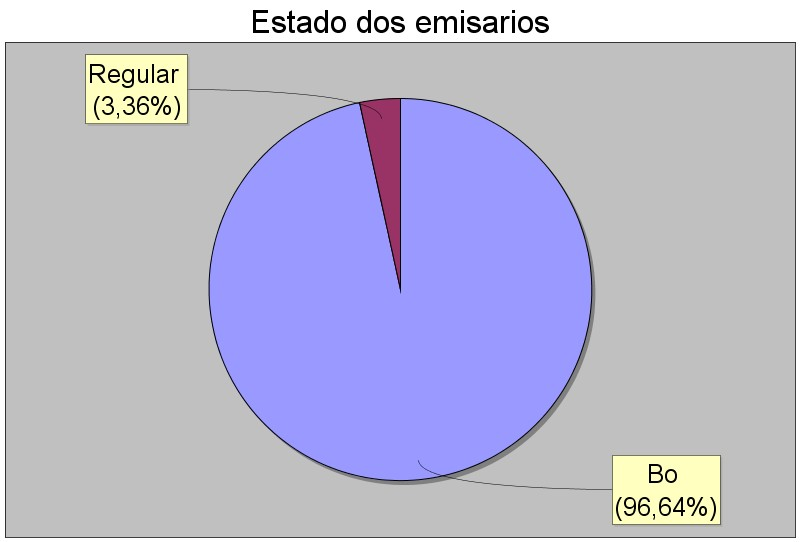 Estado dos emisarios
Regular
(3,36%)
Bo
(96,64%)